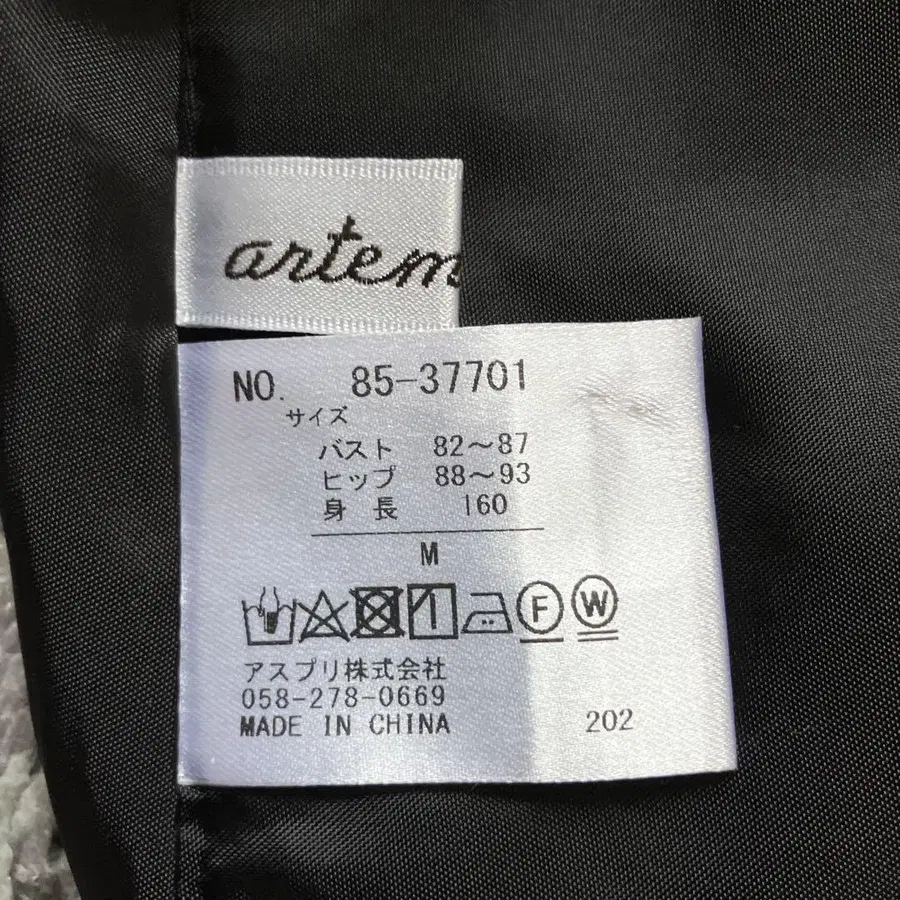 artem
NO. 85-37701
サイズ
バスト 82～87
ヒップ 88～93
身長 160
M
F W
アスプリ株式会社
058-278-0669
MADE IN CHINA 202